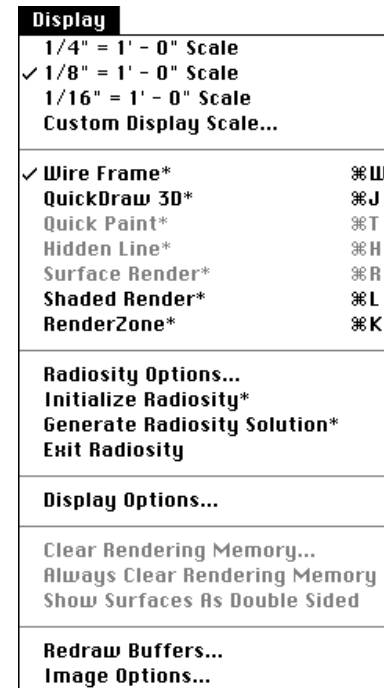 Display
1/4" = 1' - 0" Scale
✓ 1/8" = 1' - 0" Scale
1/16" = 1' - 0" Scale
Custom Display Scale...
✓ Wire Frame* ⌘W
QuickDraw 3D* ⌘J
Quick Paint* ⌘T
Hidden Line* ⌘H
Surface Render* ⌘R
Shaded Render* ⌘L
RenderZone* ⌘K
Radiosity Options...
Initialize Radiosity*
Generate Radiosity Solution*
Exit Radiosity
Display Options...
Clear Rendering Memory...
Always Clear Rendering Memory
Show Surfaces As Double Sided
Redraw Buffers...
Image Options...